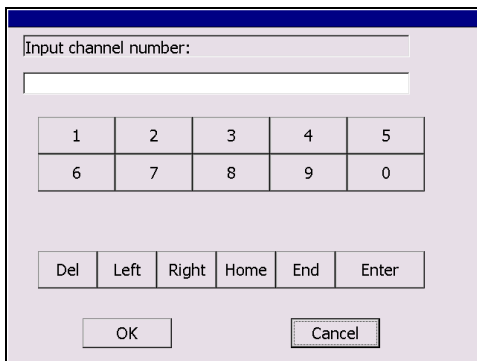 Input channel number:
1 2 3 4 5
6 7 8 9 0
Del Left Right Home End Enter
OK Cancel